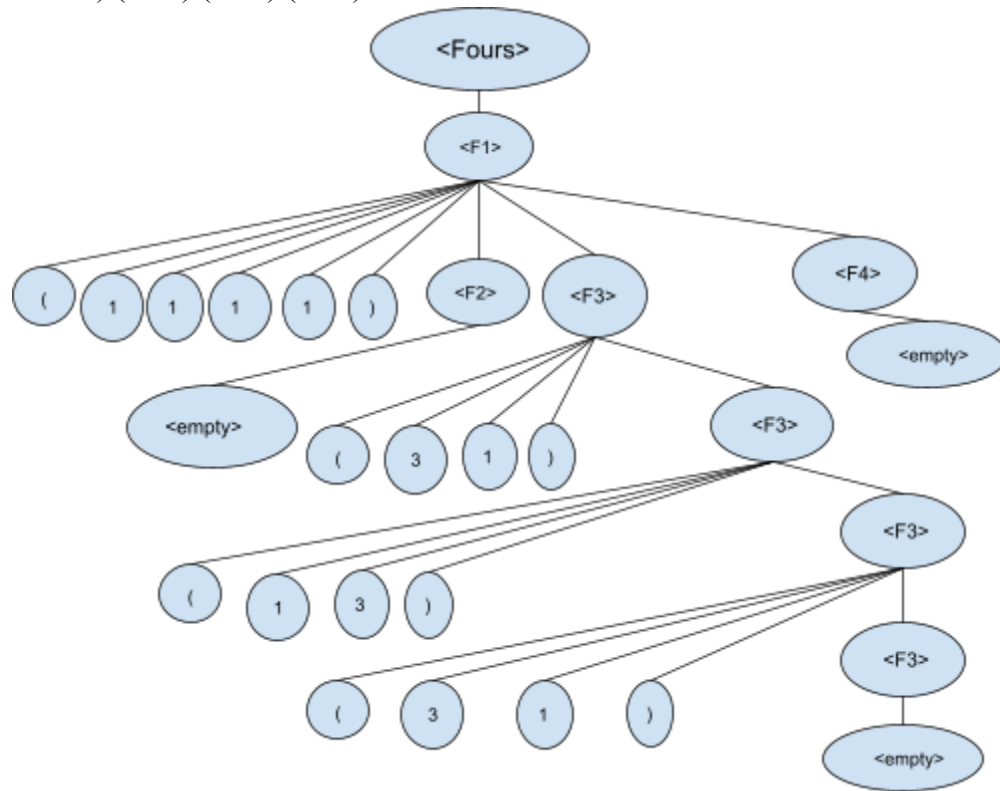 <Fours>
<F1>
( 1 1 1 1 ) <F2> <F3> <F4>
<empty>
<empty> ( 3 1 ) <F3>
<F3>
( 1 3 )
<F3>
( 3 1 )
<empty>